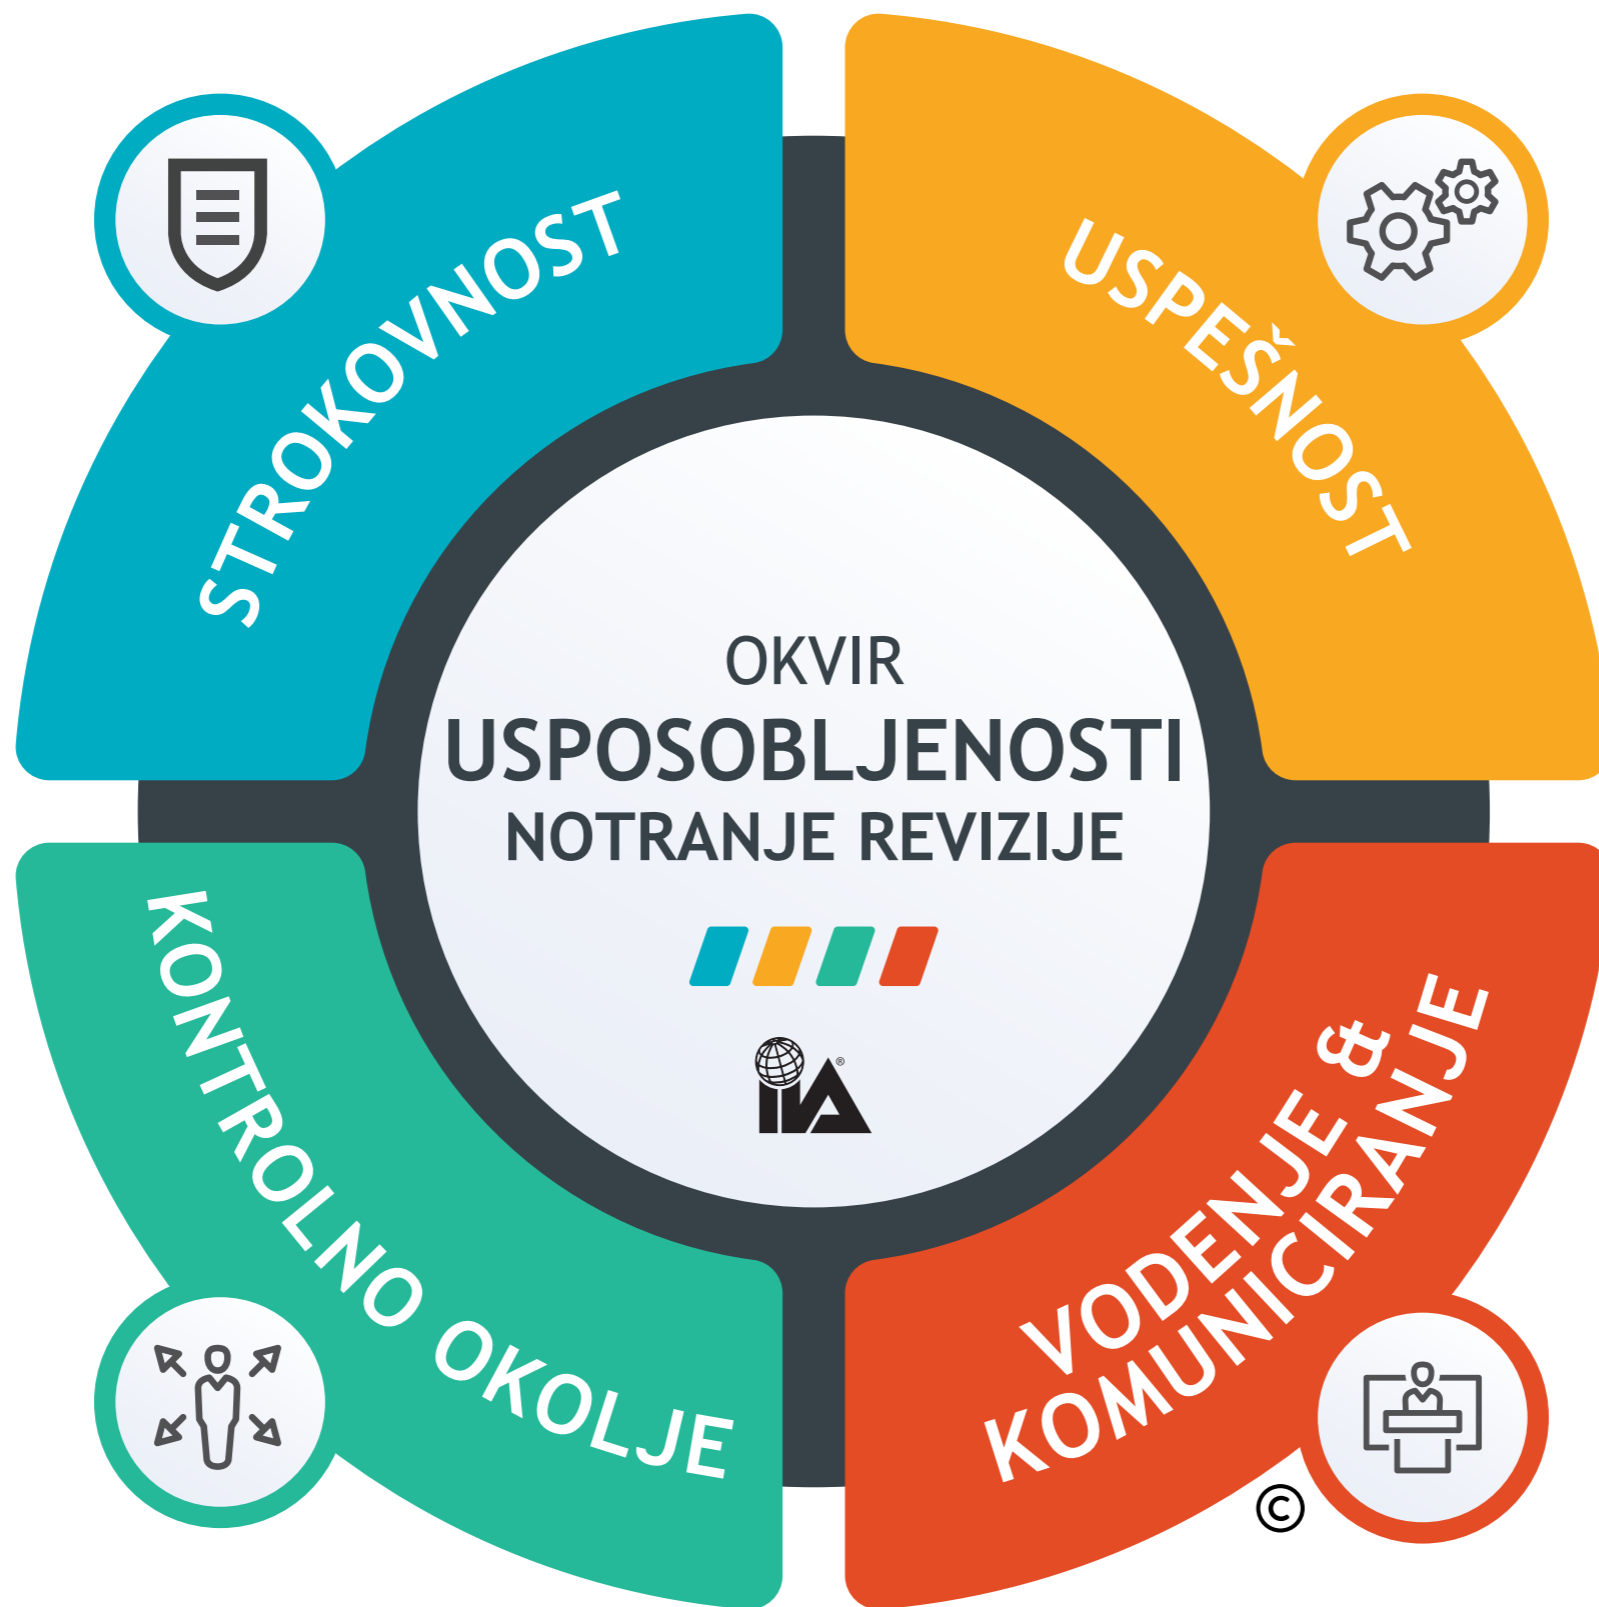 STROKOVNOST
USPEŠNOST
OKVIR
USPOSOBLJENOSTI
NOTRANJE REVIZIJE
IIA®
KONTROLNO OKOLJE
VODENJE &
KOMUNICIRANJE
©